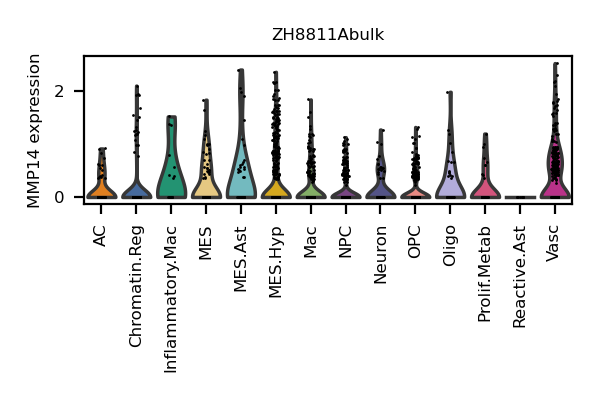 ZH8811Abulk
MMP14 expression
2
0
AC
Chromatin.Reg
Inflammatory.Mac
MES
MES.Ast
MES.Hyp
Mac
NPC
Neuron
OPC
Oligo
Prolif.Metab
Reactive.Ast
Vasc